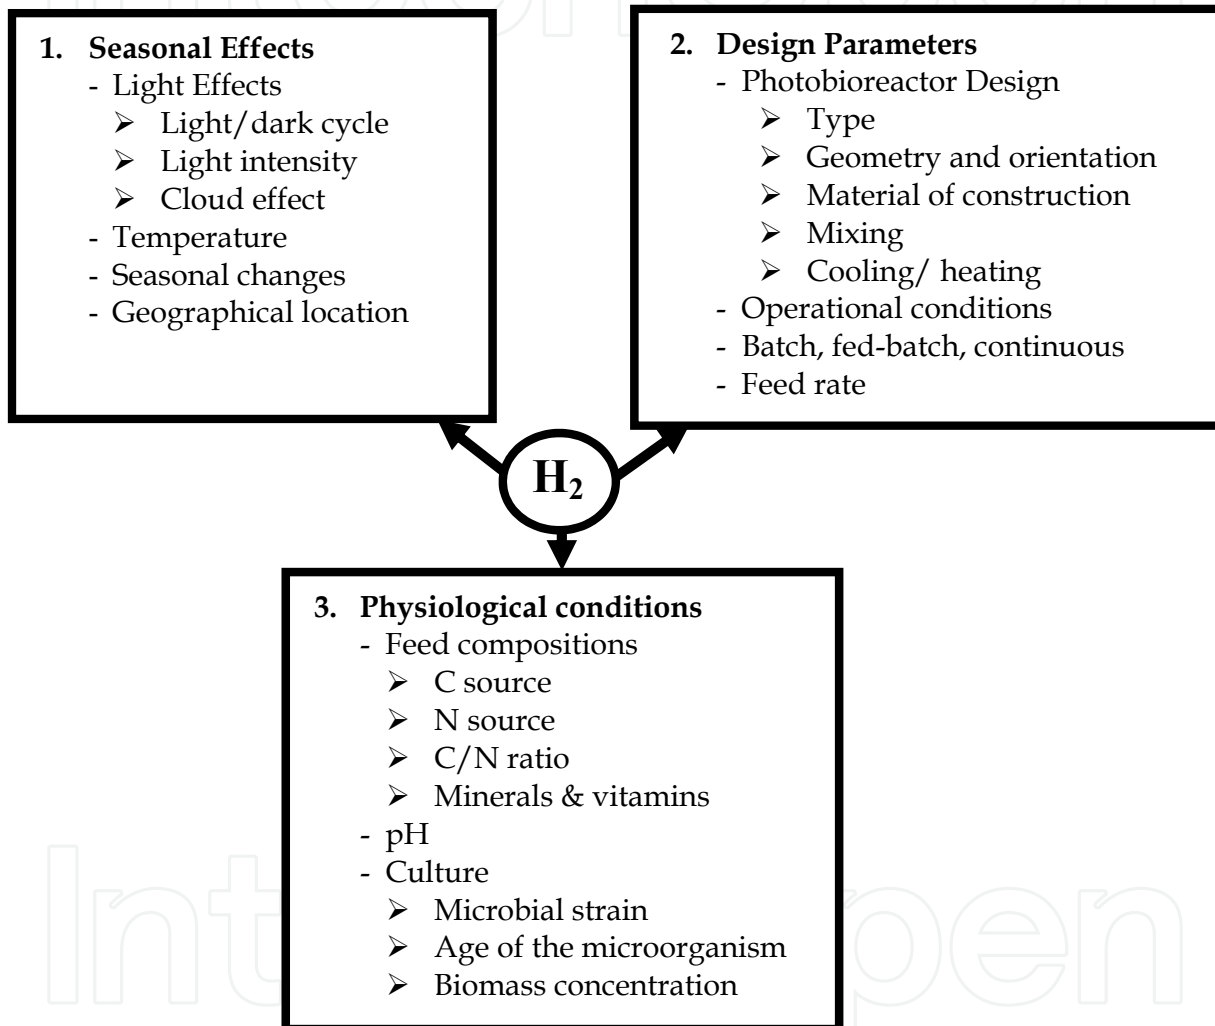 1. Seasonal Effects
- Light Effects
➢ Light/dark cycle
➢ Light intensity
➢ Cloud effect
- Temperature
- Seasonal changes
- Geographical location
2. Design Parameters
- Photobioreactor Design
➢ Type
➢ Geometry and orientation
➢ Material of construction
➢ Mixing
➢ Cooling/ heating
- Operational conditions
- Batch, fed-batch, continuous
- Feed rate
H₂
3. Physiological conditions
- Feed compositions
➢ C source
➢ N source
➢ C/N ratio
➢ Minerals & vitamins
- pH
- Culture
➢ Microbial strain
➢ Age of the microorganism
➢ Biomass concentration